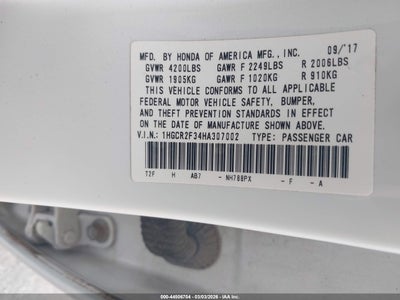 MFD. BY HONDA OF AMERICA MFG., INC. 09/'17
GVWR 4200LBS GAWR F 2249LBS R 2006LBS
GVWR 1905KG GAWR F 1020KG R 910KG
THIS VEHICLE CONFORMS TO ALL APPLICABLE
FEDERAL MOTOR VEHICLE SAFETY, BUMPER,
AND THEFT PREVENTION STANDARDS IN EFFECT
ON THE DATE OF MANUFACTURE SHOWN ABOVE.
V.I.N.: 1HGCR2F34HA307002 TYPE: PASSENGER CAR
T2F H AB7 - NH788PX - F - A
000-44906764 - 03/03/2026 - IAA Inc.